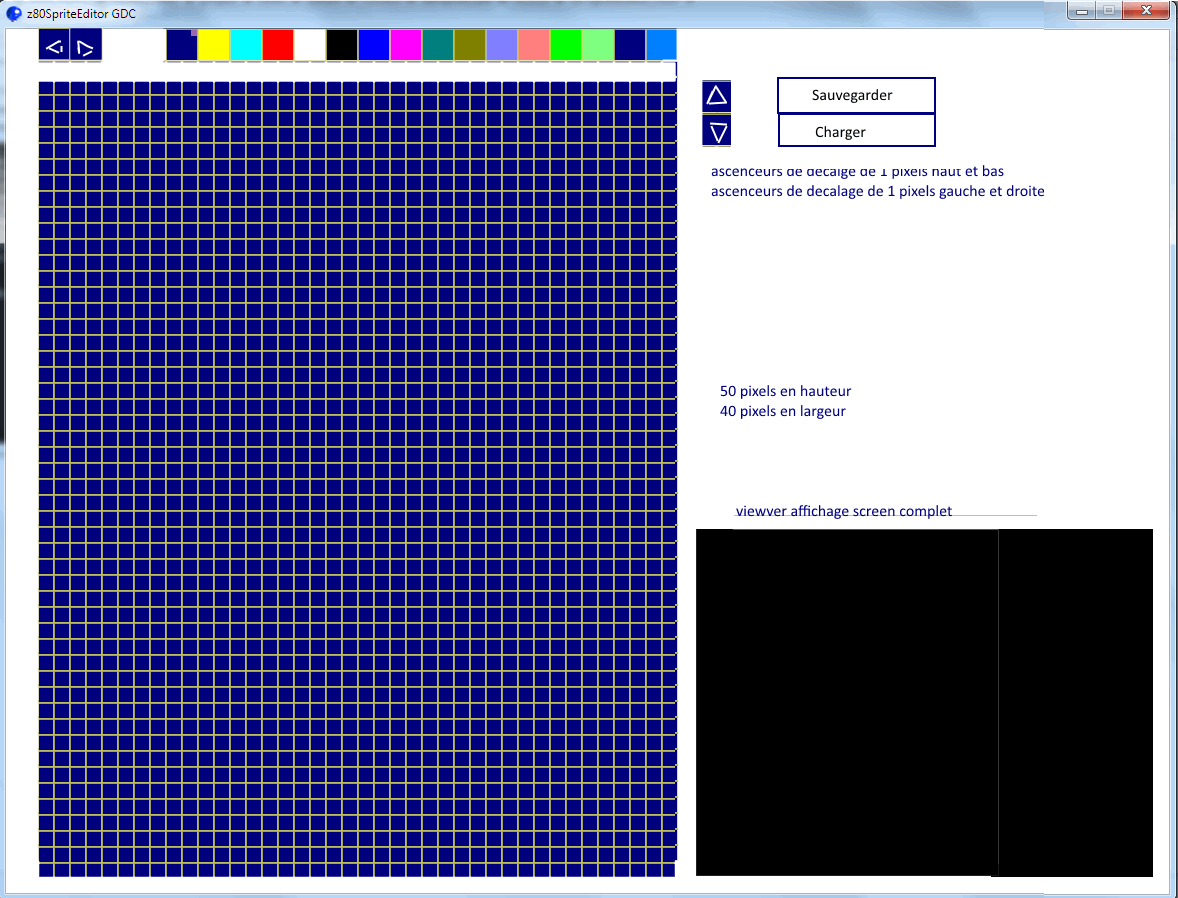 z80SpriteEditor GDC
Sauvegarder
Charger
ascenceurs de decalge de 1 pixels haut et bas
ascenceurs de decalage de 1 pixels gauche et droite
50 pixels en hauteur
40 pixels en largeur
viewver affichage screen complet